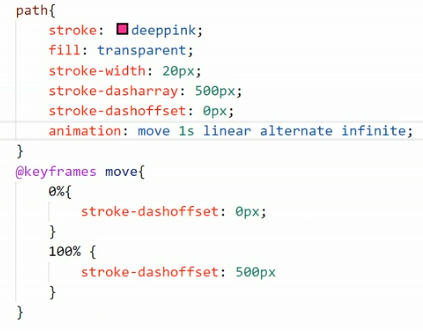 path{
stroke: deeppink;
fill: transparent;
stroke-width: 20px;
stroke-dasharray: 500px;
stroke-dashoffset: 0px;
animation: move 1s linear alternate infinite;
}
@keyframes move{
0%{
stroke-dashoffset: 0px;
}
100% {
stroke-dashoffset: 500px
}
}